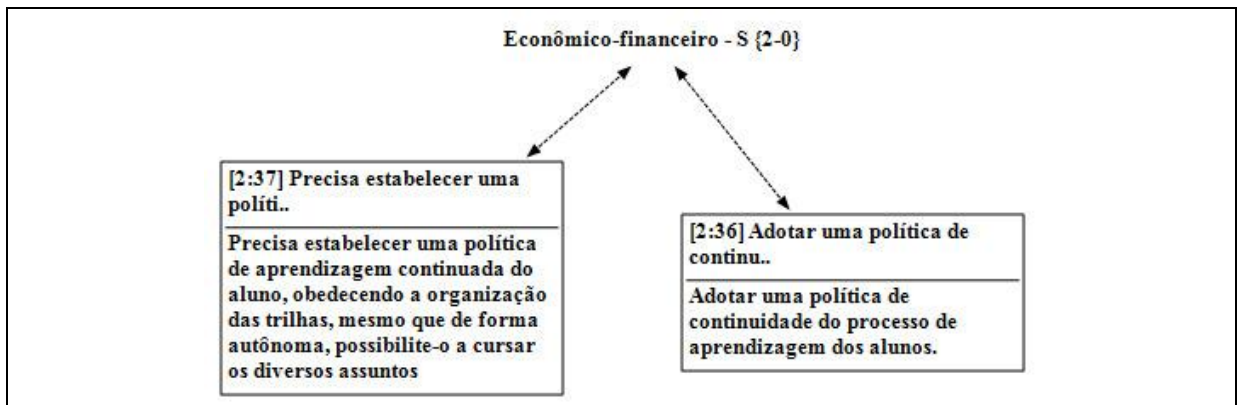 Econômico-financeiro - S {2-0}
[2:37] Precisa estabelecer uma
políti..
Precisa estabelecer uma política
de aprendizagem continuada do
aluno, obedecendo a organização
das trilhas, mesmo que de forma
autônoma, possibilite-o a cursar
os diversos assuntos
[2:36] Adotar uma política de
continu..
Adotar uma política de
continuidade do processo de
aprendizagem dos alunos.